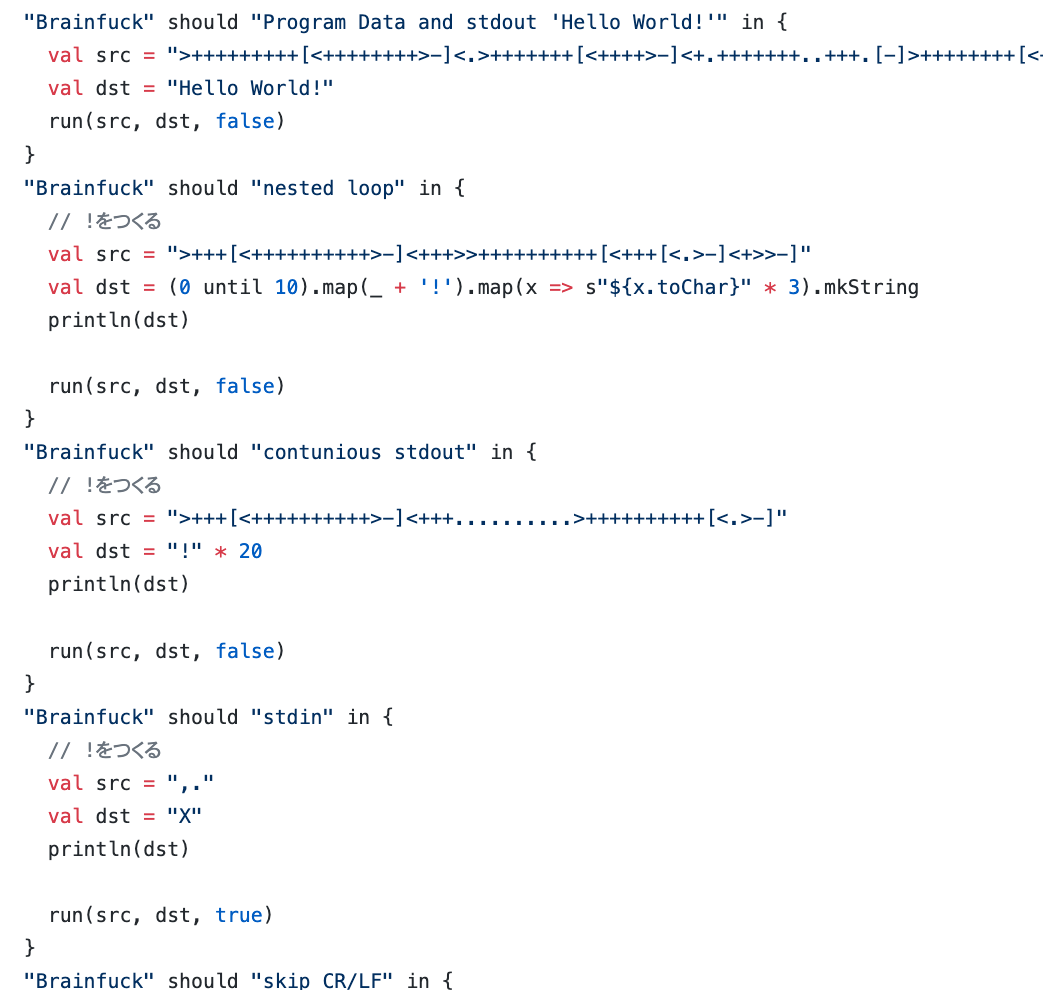 "Brainfuck" should "Program Data and stdout 'Hello World!'" in {
  val src = ">+++++++++[<++++++++>-]<.>+++++++[<++++>-]<+.+++++++..+++.[-]>++++++++[<
  val dst = "Hello World!"
  run(src, dst, false)
}
"Brainfuck" should "nested loop" in {
  // !をつくる
  val src = ">+++[<++++++++++>-]<+++>>++++++++++[<+++[<.>-]<+>>-]"
  val dst = (0 until 10).map(_ + '!').map(x => s"${x.toChar}" * 3).mkString
  println(dst)

  run(src, dst, false)
}
"Brainfuck" should "contunious stdout" in {
  // !をつくる
  val src = ">+++[<++++++++++>-]<+++..........>++++++++++[<.>-]"
  val dst = "!" * 20
  println(dst)

  run(src, dst, false)
}
"Brainfuck" should "stdin" in {
  // !をつくる
  val src = ",."
  val dst = "X"
  println(dst)

  run(src, dst, true)
}
"Brainfuck" should "skip CR/LF" in {